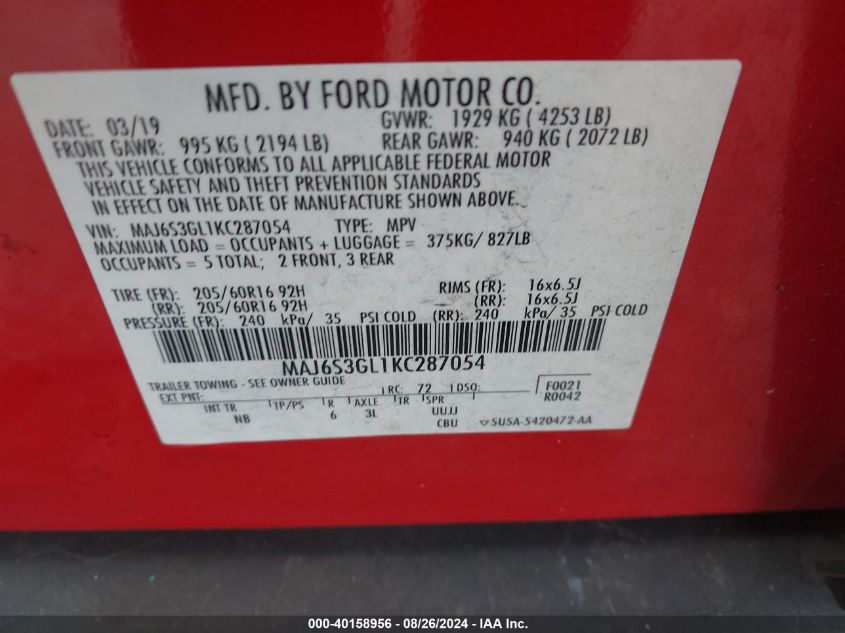 MFD. BY FORD MOTOR CO.
DATE: 03/19 GVWR: 1929 KG ( 4253 LB)
FRONT GAWR: 995 KG ( 2194 LB) REAR GAWR: 940 KG ( 2072 LB)
THIS VEHICLE CONFORMS TO ALL APPLICABLE FEDERAL MOTOR
VEHICLE SAFETY AND THEFT PREVENTION STANDARDS
IN EFFECT ON THE DATE OF MANUFACTURE SHOWN ABOVE.
VIN: MAJ6S3GL1KC287054 TYPE: MPV
MAXIMUM LOAD = OCCUPANTS + LUGGAGE = 375KG/ 827LB
OCCUPANTS = 5 TOTAL; 2 FRONT, 3 REAR
TIRE (FR): 205/60R16 92H RIMS (FR): 16x6.5J
(RR): 205/60R16 92H (RR): 16x6.5J
PRESSURE (FR): 240 kPa/ 35 PSI COLD (RR): 240 kPa/ 35 PSI COLD
MAJ6S3GL1KC287054
TRAILER TOWING - SEE OWNER GUIDE
EXT PNT: RC: 72 DSO: F0021
R0042
INT TR TP/PS R AXLE TR SPR
NB 6 3L UUJJ
CBU 5U5A-5420472-AA
000-40158956 - 08/26/2024 - IAA Inc.